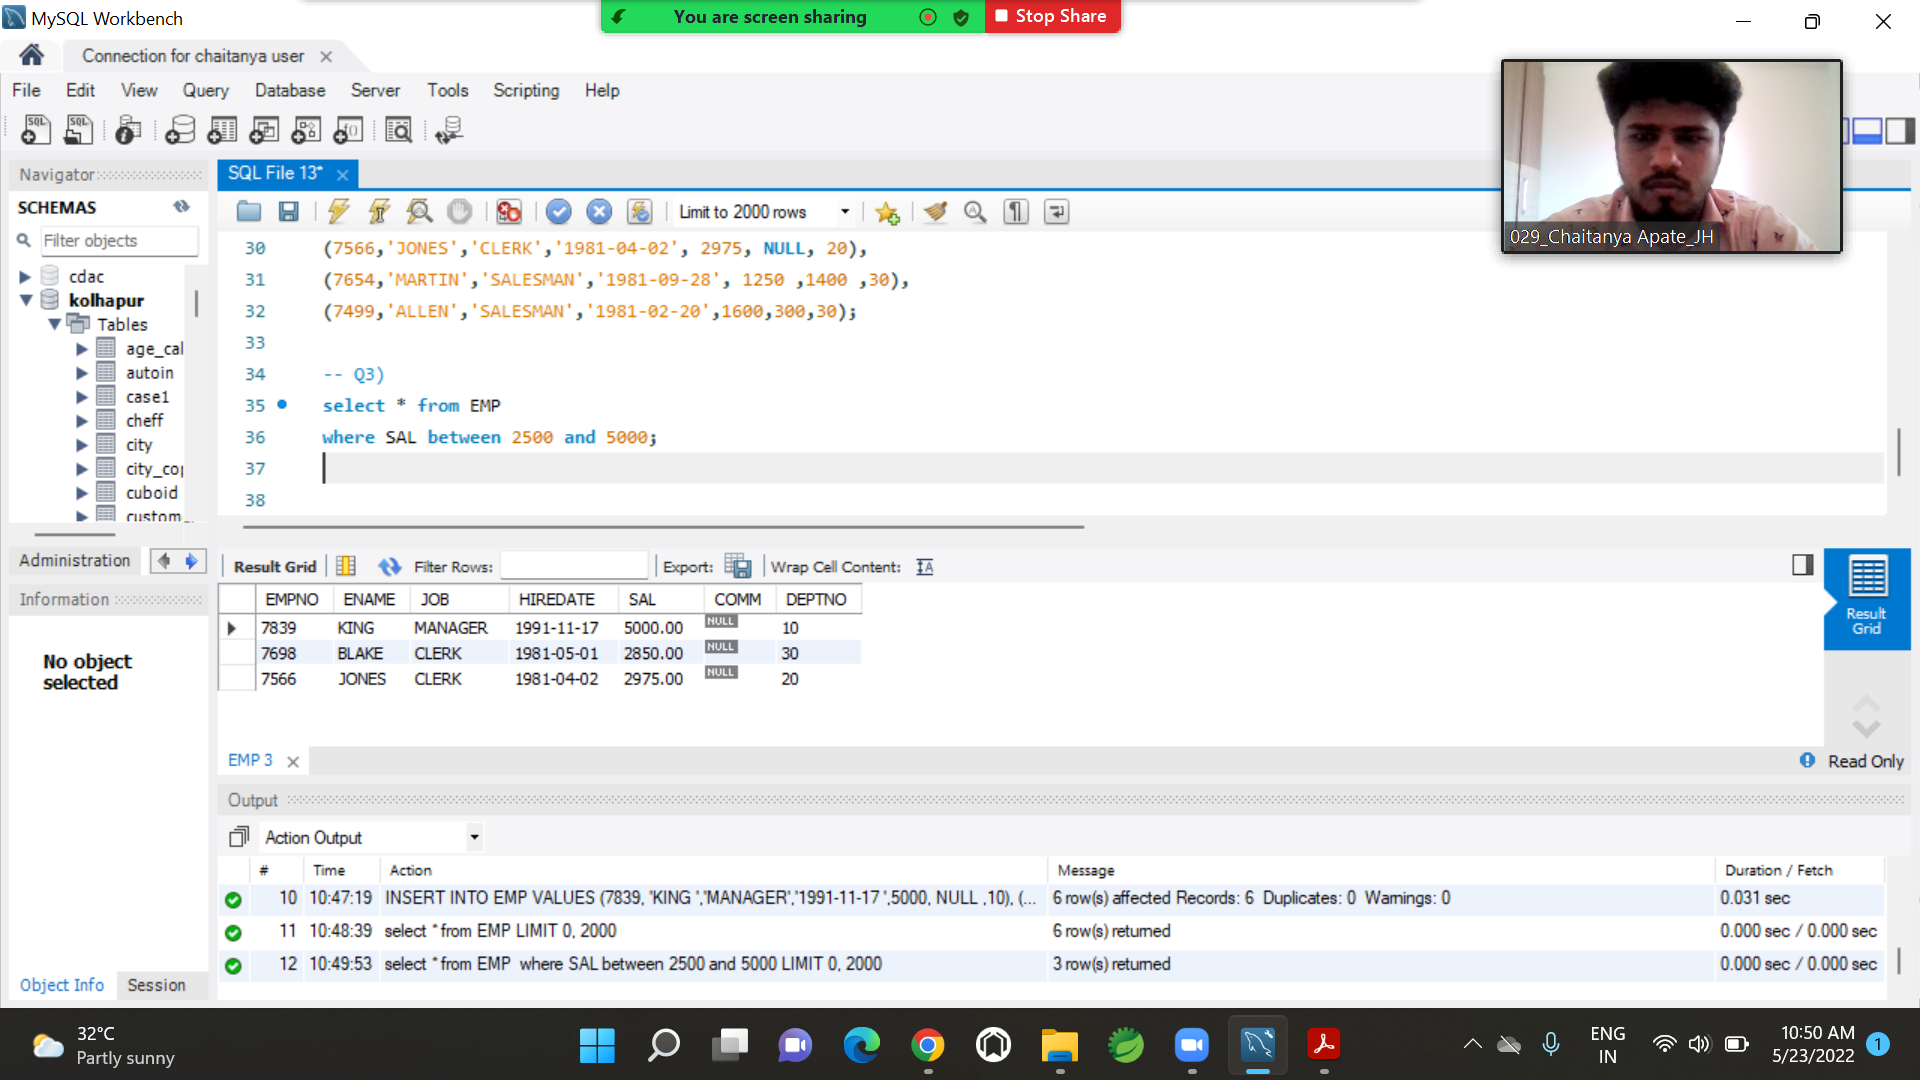 MySQL Workbench
You are screen sharing
Stop Share
Connection for chaitanya user
File Edit View Query Database Server Tools Scripting Help
029_Chaitanya Apate_JH
Navigator
SQL File 13*
SCHEMAS
Filter objects
Limit to 2000 rows
cdac
kolhapur
Tables
age_cal
autoin
case1
cheff
city
city_co
cuboid
custom
30 (7566,'JONES','CLERK','1981-04-02', 2975, NULL, 20),
31 (7654,'MARTIN','SALESMAN','1981-09-28', 1250 ,1400 ,30),
32 (7499,'ALLEN','SALESMAN','1981-02-20',1600,300,30);
33
34 -- Q3)
35 select * from EMP
36 where SAL between 2500 and 5000;
37
38
Administration
Information
No object
selected
Object Info Session
Result Grid Filter Rows: Export: Wrap Cell Content:
EMPNO ENAME JOB HIREDATE SAL COMM DEPTNO
7839 KING MANAGER 1991-11-17 5000.00 NULL 10
7698 BLAKE CLERK 1981-05-01 2850.00 NULL 30
7566 JONES CLERK 1981-04-02 2975.00 NULL 20
Result
Grid
EMP 3
Read Only
Output
Action Output
# Time Action Message Duration / Fetch
10 10:47:19 INSERT INTO EMP VALUES (7839, 'KING ','MANAGER','1991-11-17 ',5000, NULL ,10), (... 6 row(s) affected Records: 6 Duplicates: 0 Warnings: 0 0.031 sec
11 10:48:39 select * from EMP LIMIT 0, 2000 6 row(s) returned 0.000 sec / 0.000 sec
12 10:49:53 select * from EMP where SAL between 2500 and 5000 LIMIT 0, 2000 3 row(s) returned 0.000 sec / 0.000 sec
32°C
Partly sunny
ENG
IN
10:50 AM
5/23/2022
1